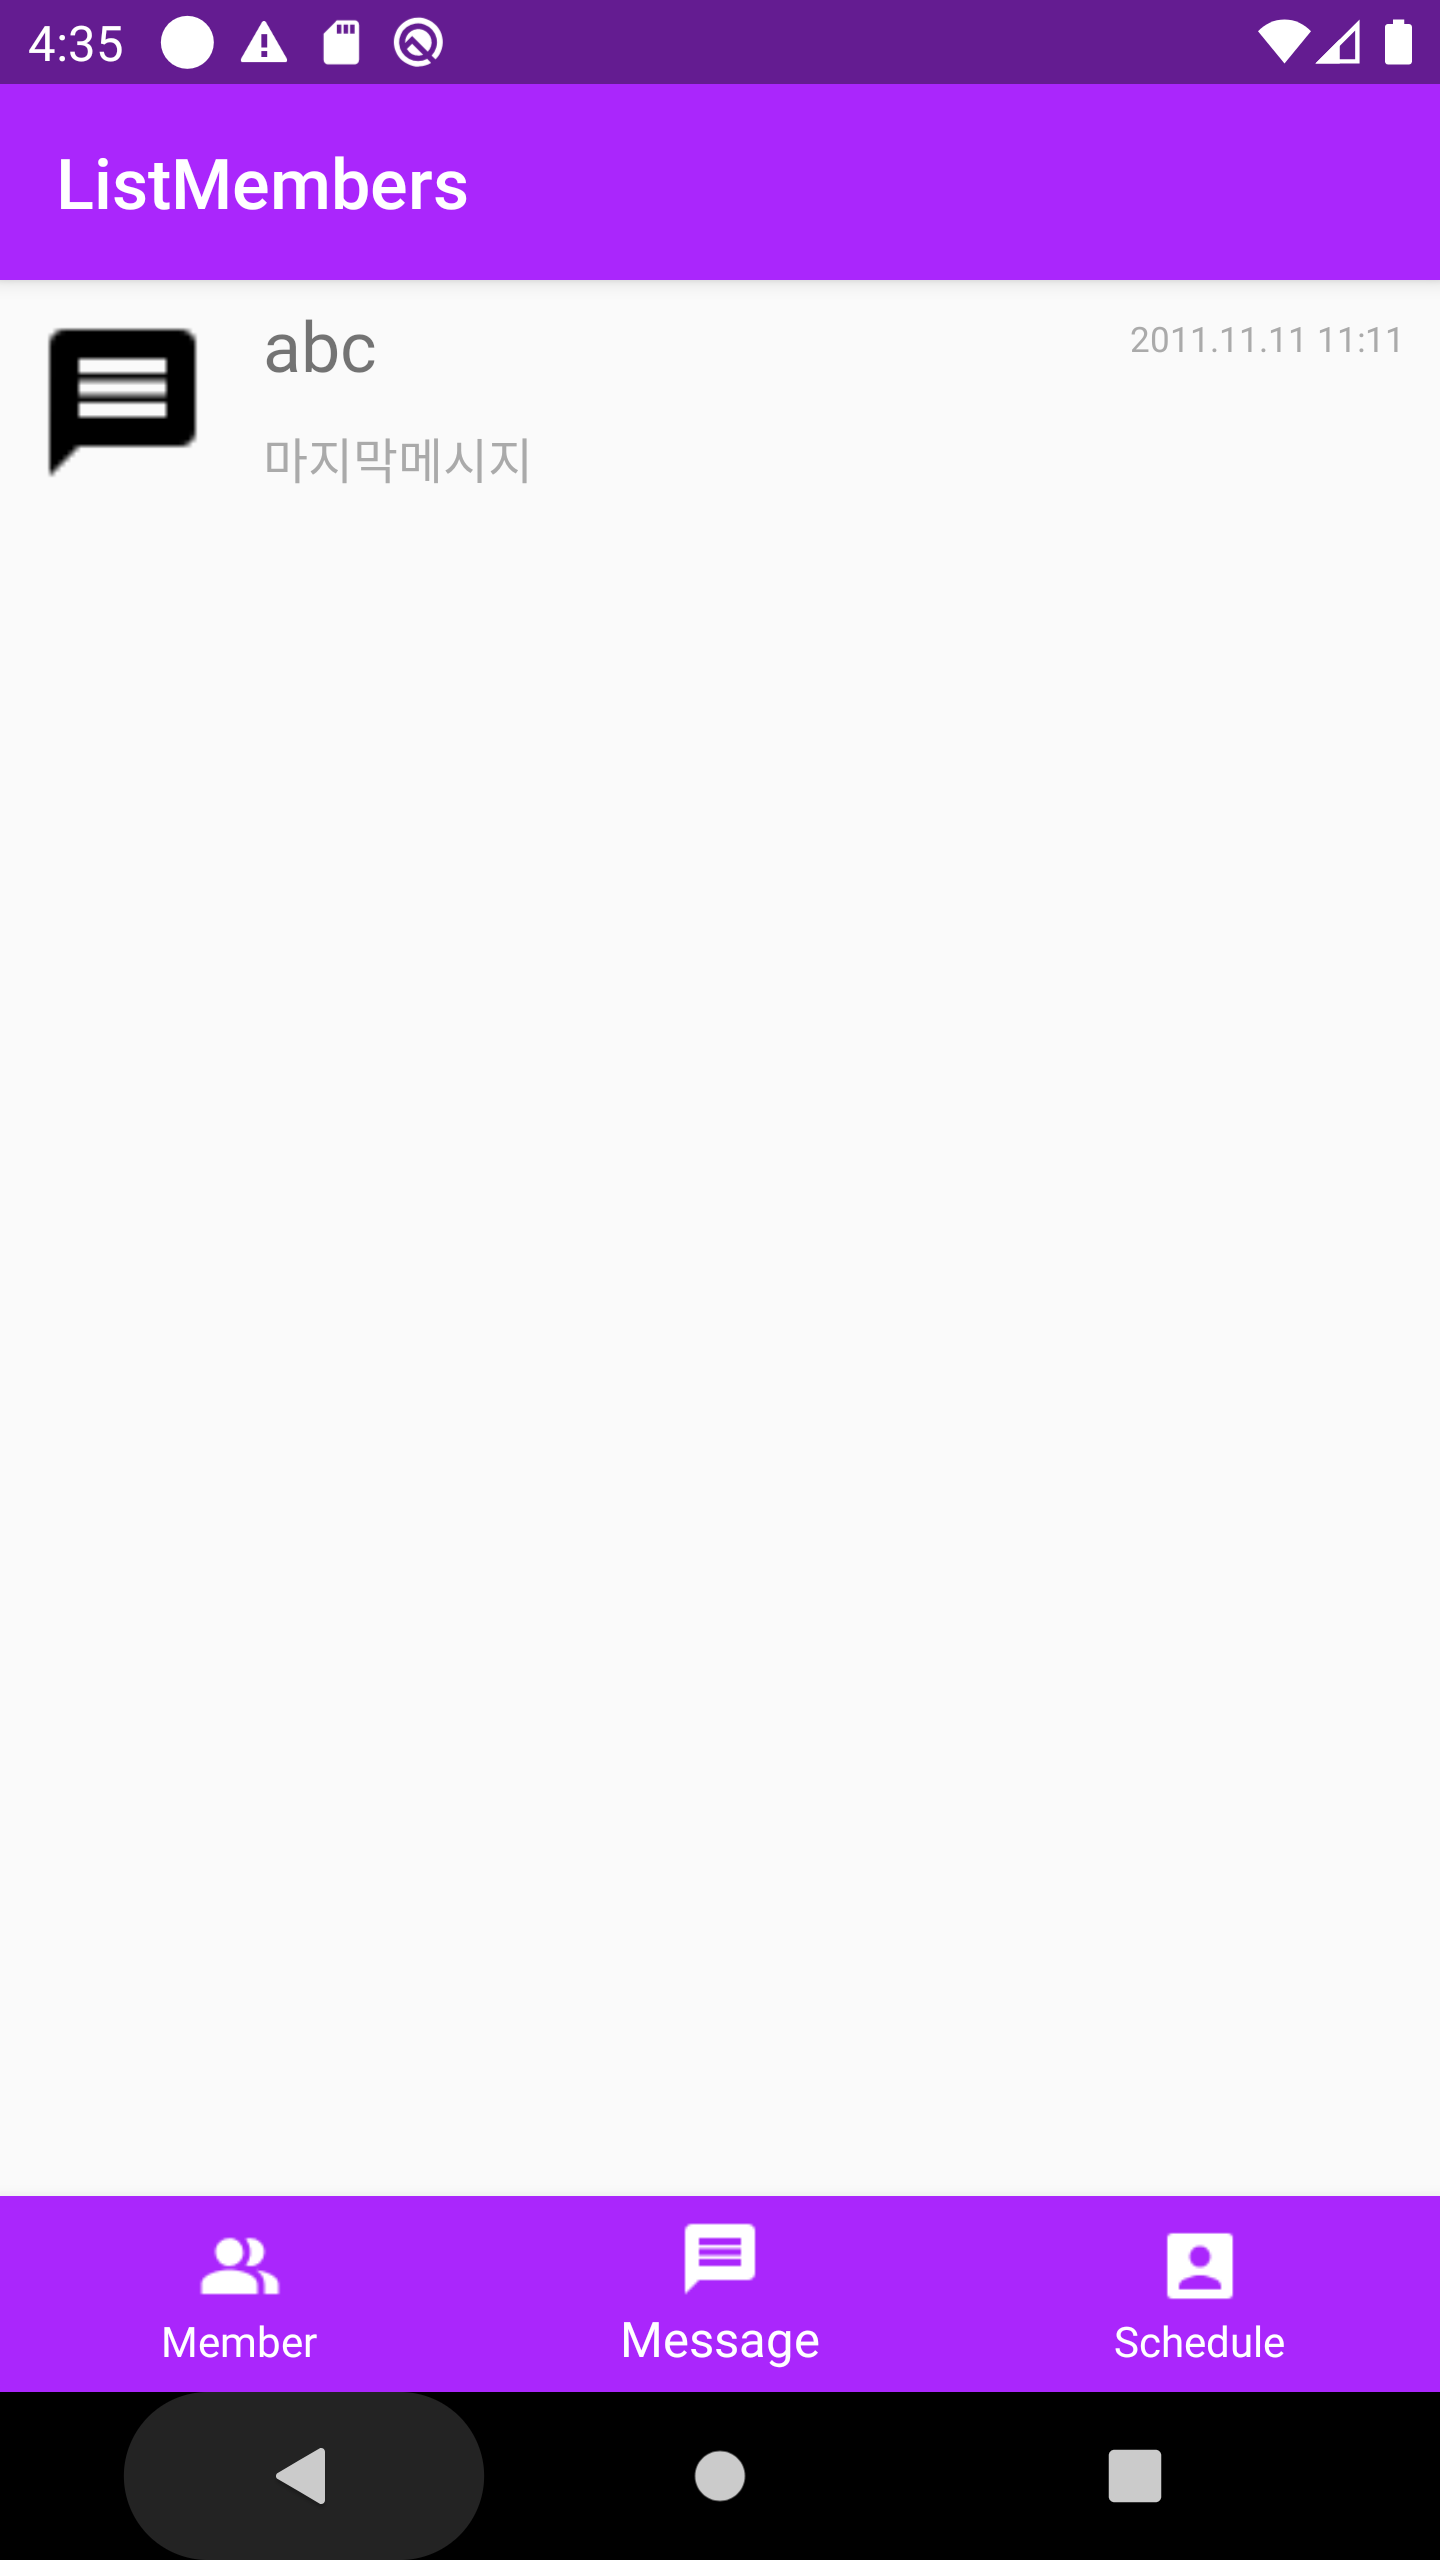 4:35
ListMembers
abc
2011.11.11 11:11
마지막메시지
Member
Message
Schedule